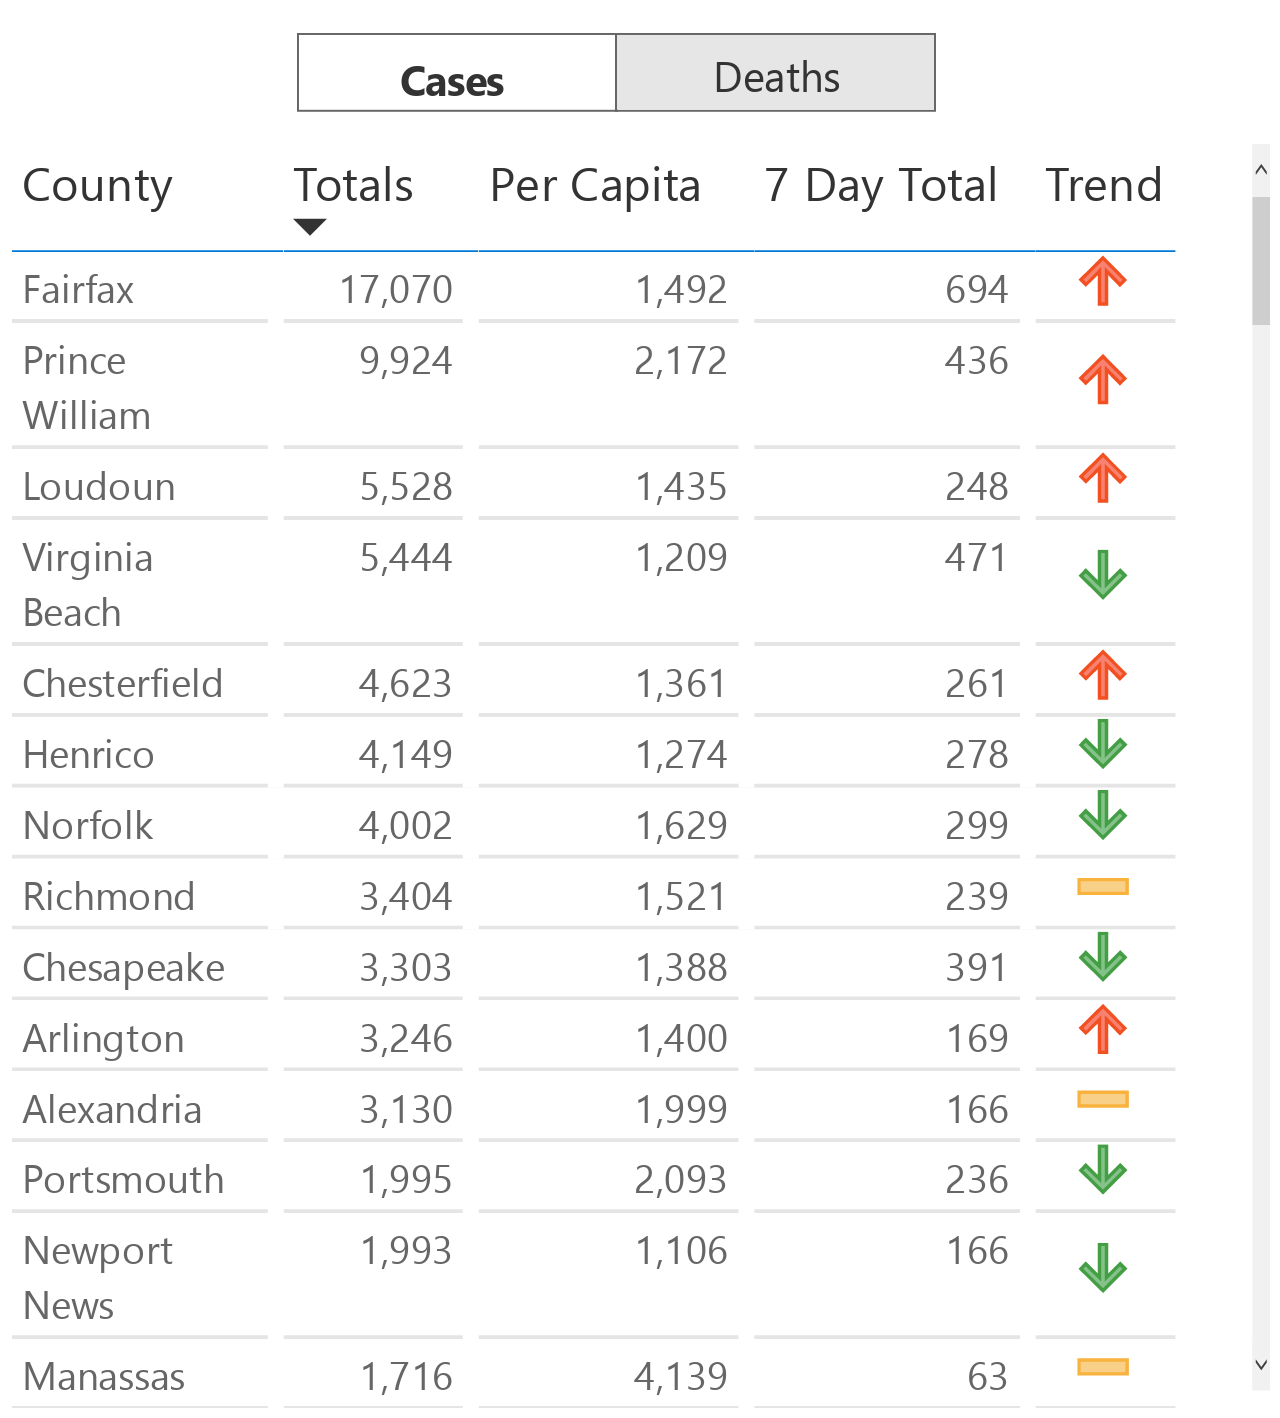 Cases Deaths
County Totals Per Capita 7 Day Total Trend
Fairfax 17,070 1,492 694
Prince 9,924 2,172 436
William
Loudoun 5,528 1,435 248
Virginia 5,444 1,209 471
Beach
Chesterfield 4,623 1,361 261
Henrico 4,149 1,274 278
Norfolk 4,002 1,629 299
Richmond 3,404 1,521 239
Chesapeake 3,303 1,388 391
Arlington 3,246 1,400 169
Alexandria 3,130 1,999 166
Portsmouth 1,995 2,093 236
Newport 1,993 1,106 166
News
Manassas 1,716 4,139 63